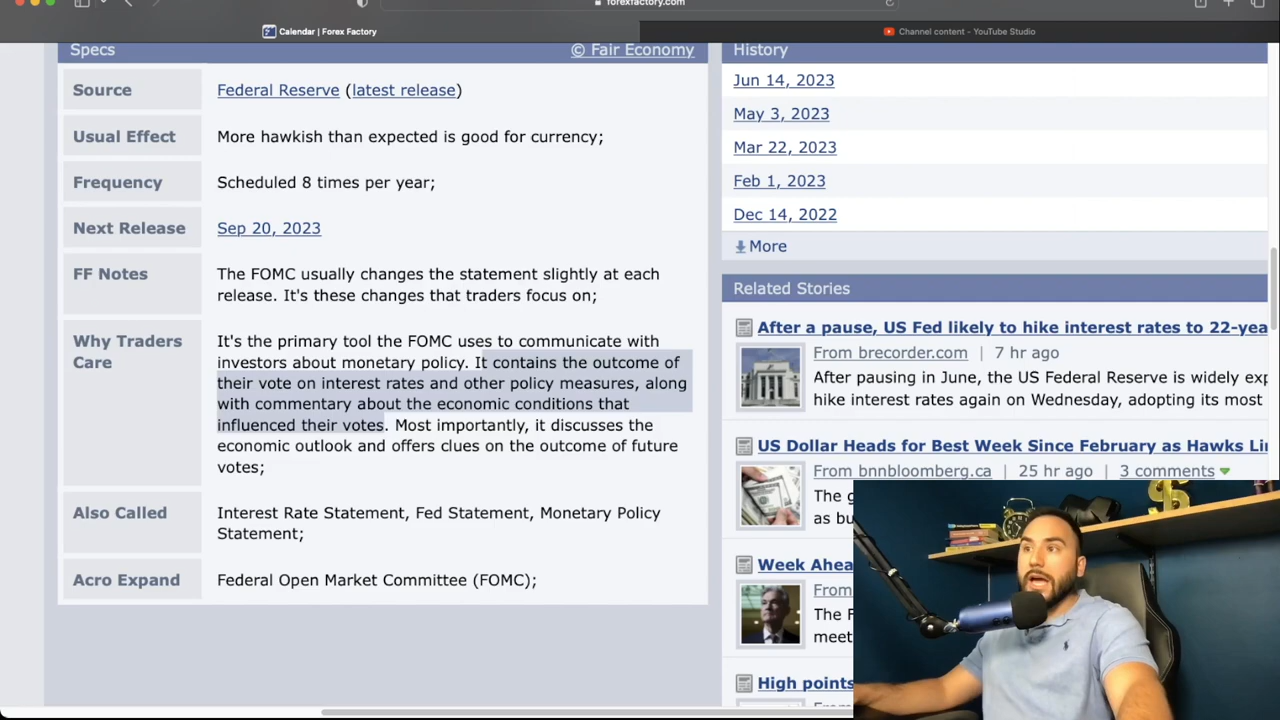 forexfactory.com
Calendar | Forex Factory
Channel content - YouTube Studio
Specs
© Fair Economy
Source
Federal Reserve (latest release)
Usual Effect
More hawkish than expected is good for currency;
Frequency
Scheduled 8 times per year;
Next Release
Sep 20, 2023
FF Notes
The FOMC usually changes the statement slightly at each
release. It's these changes that traders focus on;
Why Traders
Care
It's the primary tool the FOMC uses to communicate with
investors about monetary policy. It contains the outcome of
their vote on interest rates and other policy measures, along
with commentary about the economic conditions that
influenced their votes. Most importantly, it discusses the
economic outlook and offers clues on the outcome of future
votes;
Also Called
Interest Rate Statement, Fed Statement, Monetary Policy
Statement;
Acro Expand
Federal Open Market Committee (FOMC);
History
Jun 14, 2023
May 3, 2023
Mar 22, 2023
Feb 1, 2023
Dec 14, 2022
More
Related Stories
After a pause, US Fed likely to hike interest rates to 22-yea
From brecorder.com | 7 hr ago
After pausing in June, the US Federal Reserve is widely exp
hike interest rates again on Wednesday, adopting its most
US Dollar Heads for Best Week Since February as Hawks Li
From bnnbloomberg.ca | 25 hr ago | 3 comments
The g
as bu
Week Ahea
From
The F
meet
High points